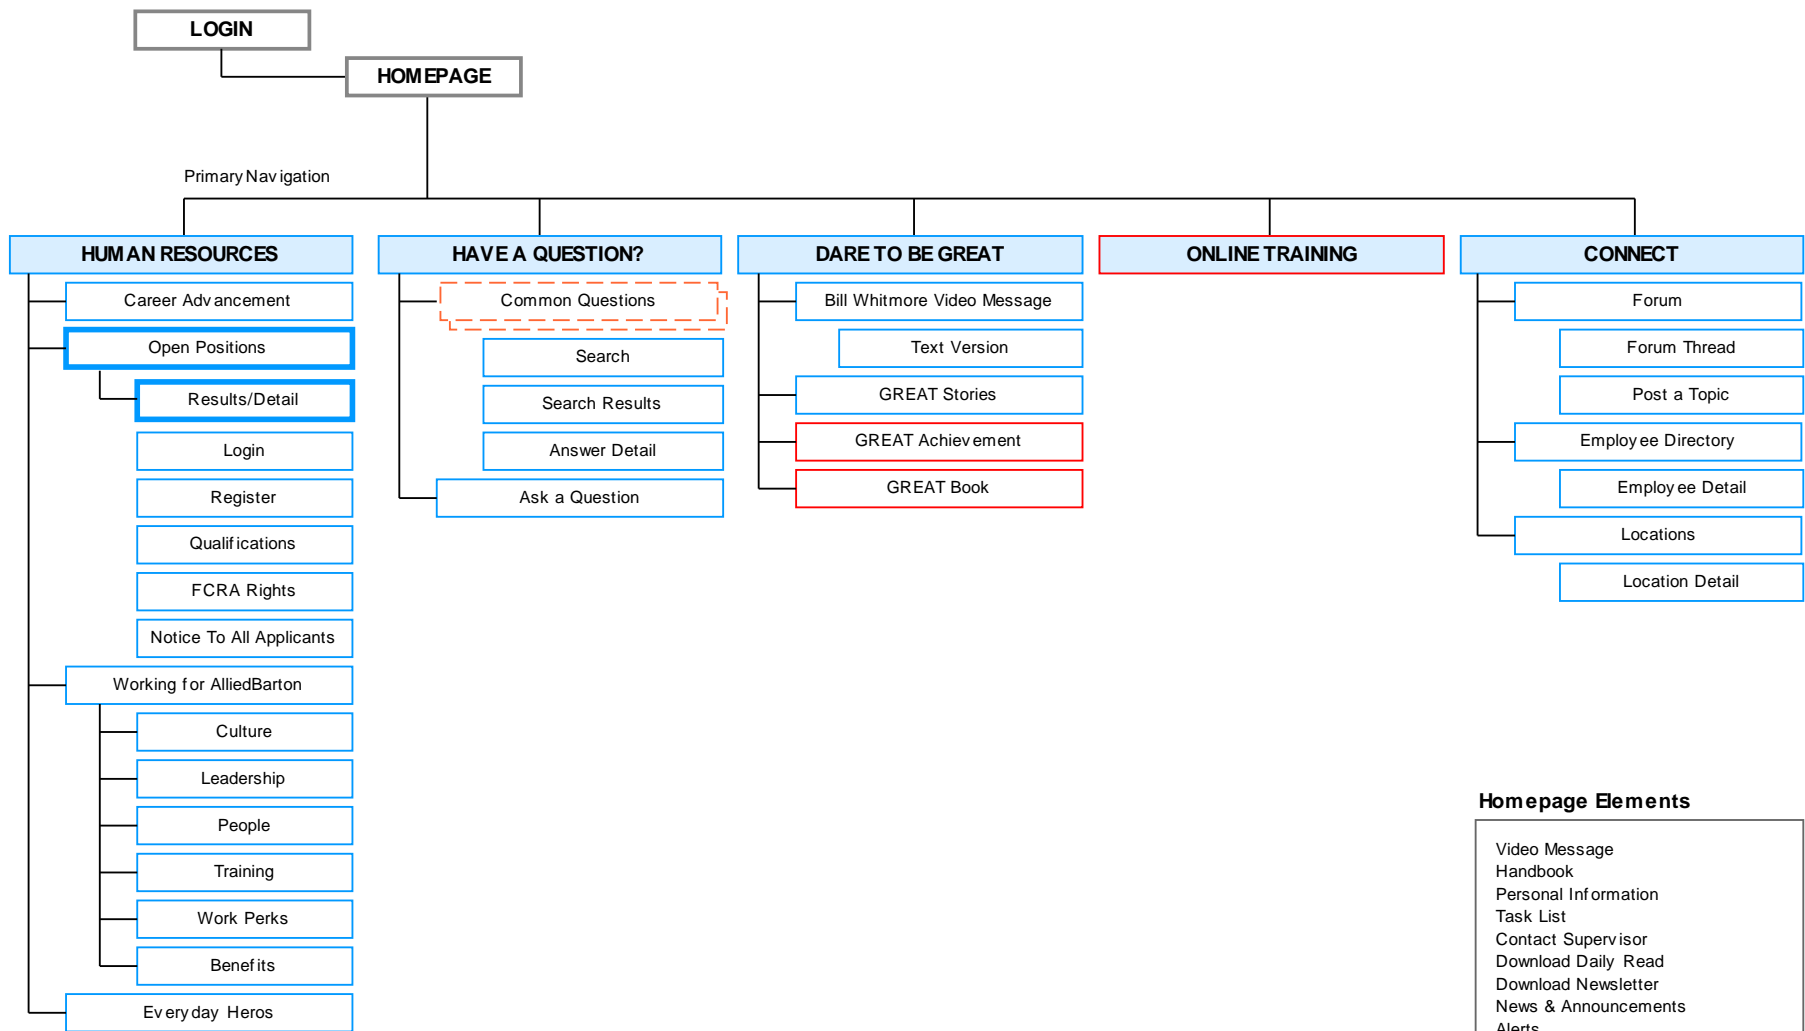 LOGIN
HOMEPAGE
Primary Navigation
HUMAN RESOURCES
Career Advancement
Open Positions
Results/Detail
Login
Register
Qualifications
FCRA Rights
Notice To All Applicants
Working for AlliedBarton
Culture
Leadership
People
Training
Work Perks
Benefits
Everyday Heros
HAVE A QUESTION?
Common Questions
Search
Search Results
Answer Detail
Ask a Question
DARE TO BE GREAT
Bill Whitmore Video Message
Text Version
GREAT Stories
GREAT Achievement
GREAT Book
ONLINE TRAINING
CONNECT
Forum
Forum Thread
Post a Topic
Employee Directory
Employee Detail
Locations
Location Detail
Homepage Elements
Video Message
Handbook
Personal Information
Task List
Contact Supervisor
Download Daily Read
Download Newsletter
News & Announcements
Alerts